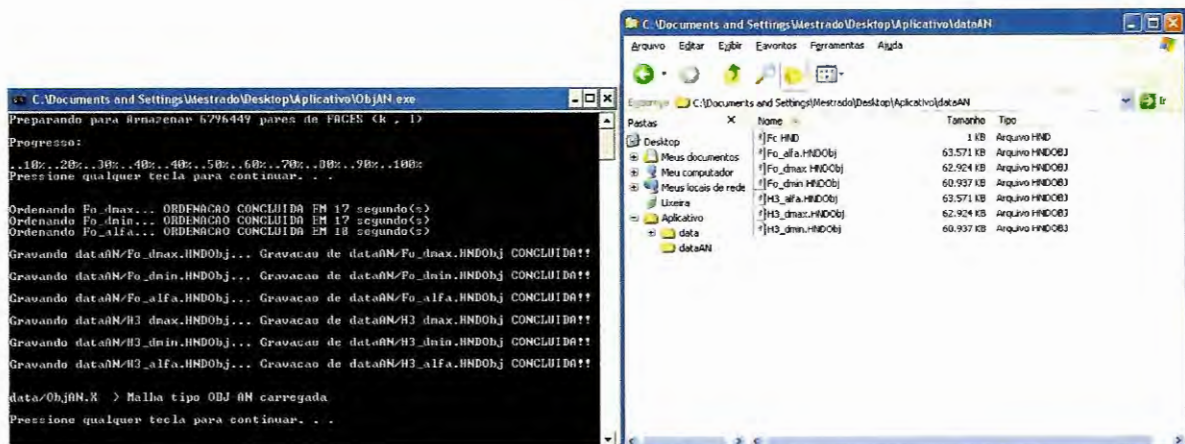 C:\Documents and Settings\Mestrado\Desktop\Aplicativo\ObjAN.exe
Preparando para Armazenar 6796449 pares de FACES (k , l)
Progresso:
..10%..20%..30%..40%..40%..50%..60%..70%..80%..90%..100%
Pressione qualquer tecla para continuar. . .
Ordenando Fo_dmax... ORDENACAO CONCLUIDA EM 17 segundo(s)
Ordenando Fo_dmin... ORDENACAO CONCLUIDA EM 17 segundo(s)
Ordenando Fo_alfa... ORDENACAO CONCLUIDA EM 18 segundo(s)
Gravando dataAN/Fo_dmax.HNDObj... Gravacao de dataAN/Fo_dmax.HNDObj CONCLUIDA!!
Gravando dataAN/Fo_dmin.HNDObj... Gravacao de dataAN/Fo_dmin.HNDObj CONCLUIDA!!
Gravando dataAN/Fo_alfa.HNDObj... Gravacao de dataAN/Fo_alfa.HNDObj CONCLUIDA!!
Gravando dataAN/H3_dmax.HNDObj... Gravacao de dataAN/H3_dmax.HNDObj CONCLUIDA!!
Gravando dataAN/H3_dmin.HNDObj... Gravacao de dataAN/H3_dmin.HNDObj CONCLUIDA!!
Gravando dataAN/H3_alfa.HNDObj... Gravacao de dataAN/H3_alfa.HNDObj CONCLUIDA!!
data/ObjAN.X > Malha tipo OBJ AN carregada
Pressione qualquer tecla para continuar. . .
C:\Documents and Settings\Mestrado\Desktop\Aplicativo\dataAN
Arquivo Editar Exibir Favoritos Ferramentas Ajuda
C:\Documents and Settings\Mestrado\Desktop\Aplicativo\dataAN Ir
Pastas X
Desktop
Meus documentos
Meu computador
Meus locais de rede
Lixeira
Aplicativo
data
dataAN
Nome Tamanho Tipo
Fc HND 1 KB Arquivo HND
Fo_alfa.HNDObj 63.571 KB Arquivo HNDOBJ
Fo_dmax.HNDObj 62.924 KB Arquivo HNDOBJ
Fo_dmin.HNDObj 60.937 KB Arquivo HNDOBJ
H3_alfa.HNDObj 63.571 KB Arquivo HNDOBJ
H3_dmax.HNDObj 62.924 KB Arquivo HNDOBJ
H3_dmin.HNDObj 60.937 KB Arquivo HNDOBJ